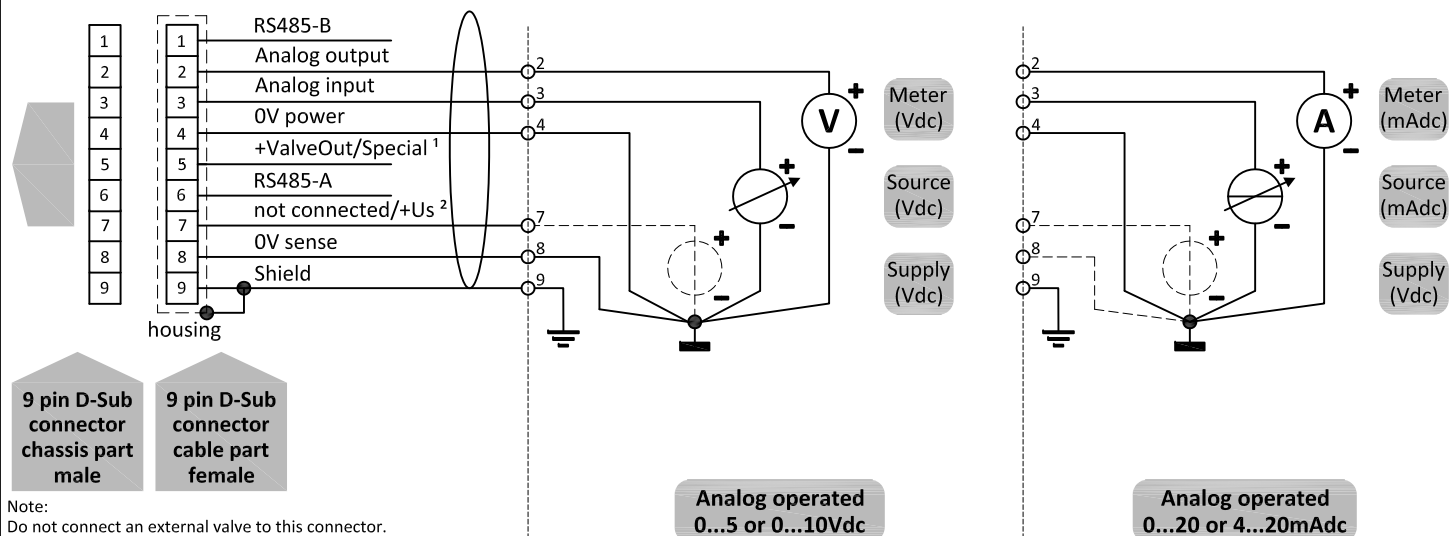 1
2
3
4
5
6
7
8
9
1
2
3
4
5
6
7
8
9
RS485-B
Analog output
Analog input
0V power
+ValveOut/Special ¹
RS485-A
not connected/+Us ²
0V sense
Shield
housing
2
3
4
7
8
9
V
+
−
+
−
+
−
Meter
(Vdc)
Source
(Vdc)
Supply
(Vdc)
2
3
4
7
8
9
A
+
−
+
−
+
−
Meter
(mAdc)
Source
(mAdc)
Supply
(Vdc)
9 pin D-Sub
connector
chassis part
male
9 pin D-Sub
connector
cable part
female
Note:
Do not connect an external valve to this connector.
Analog operated
0...5 or 0...10Vdc
Analog operated
0...20 or 4...20mAdc